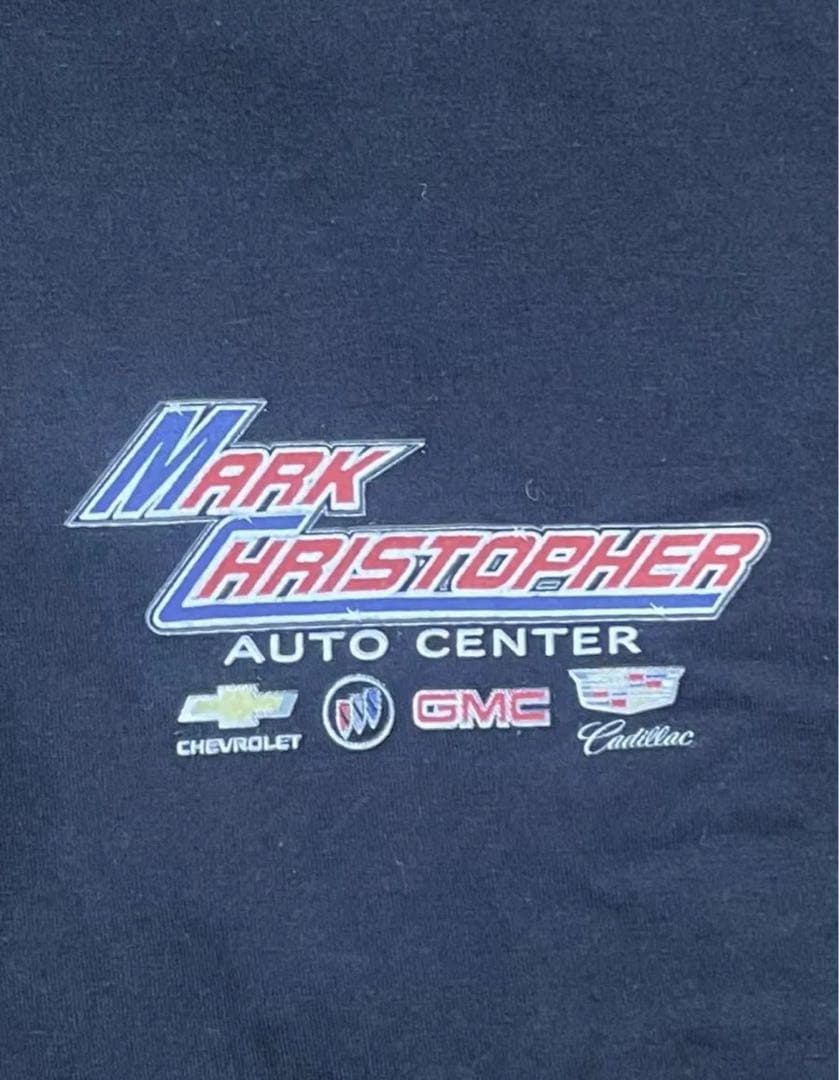 MARK
CHRISTOPHER
AUTO CENTER
CHEVROLET GMC Cadillac